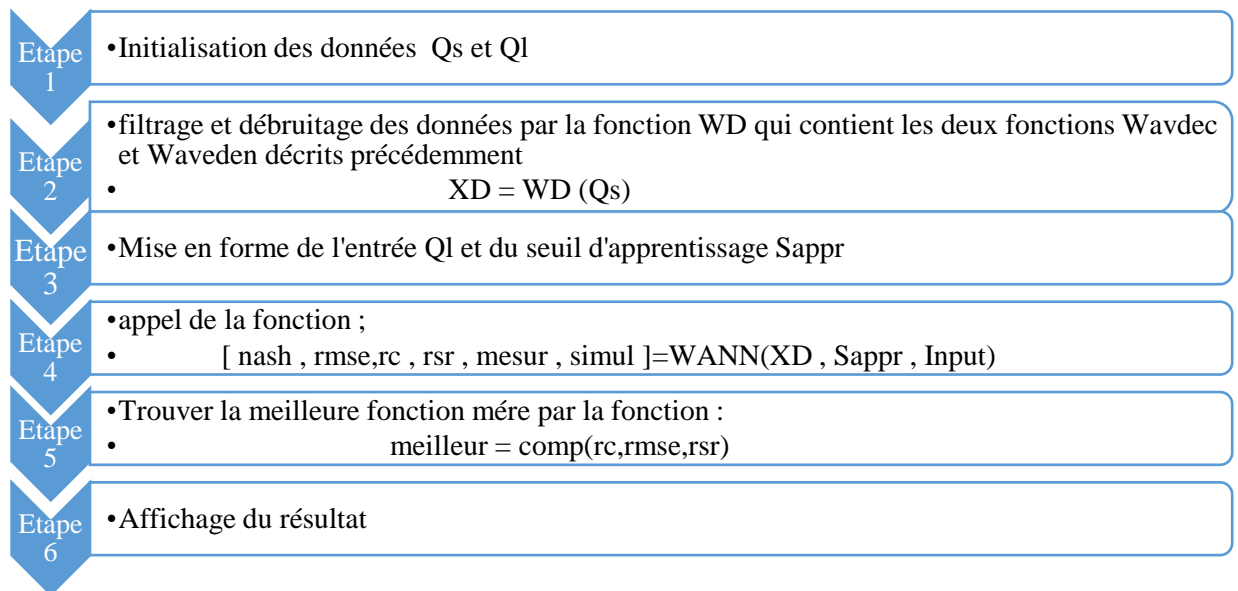 Etape
1
•Initialisation des données  Qs et Ql
Etape
2
•filtrage et débruitage des données par la fonction WD qui contient les deux fonctions Wavdec
et Waveden décrits précédemment
• XD = WD (Qs)
Etape
3
•Mise en forme de l'entrée Ql et du seuil d'apprentissage Sappr
Etape
4
•appel de la fonction ;
• [ nash , rmse,rc , rsr , mesur , simul ]=WANN(XD , Sappr , Input)
Etape
5
•Trouver la meilleure fonction mére par la fonction :
• meilleur = comp(rc,rmse,rsr)
Etape
6
•Affichage du résultat